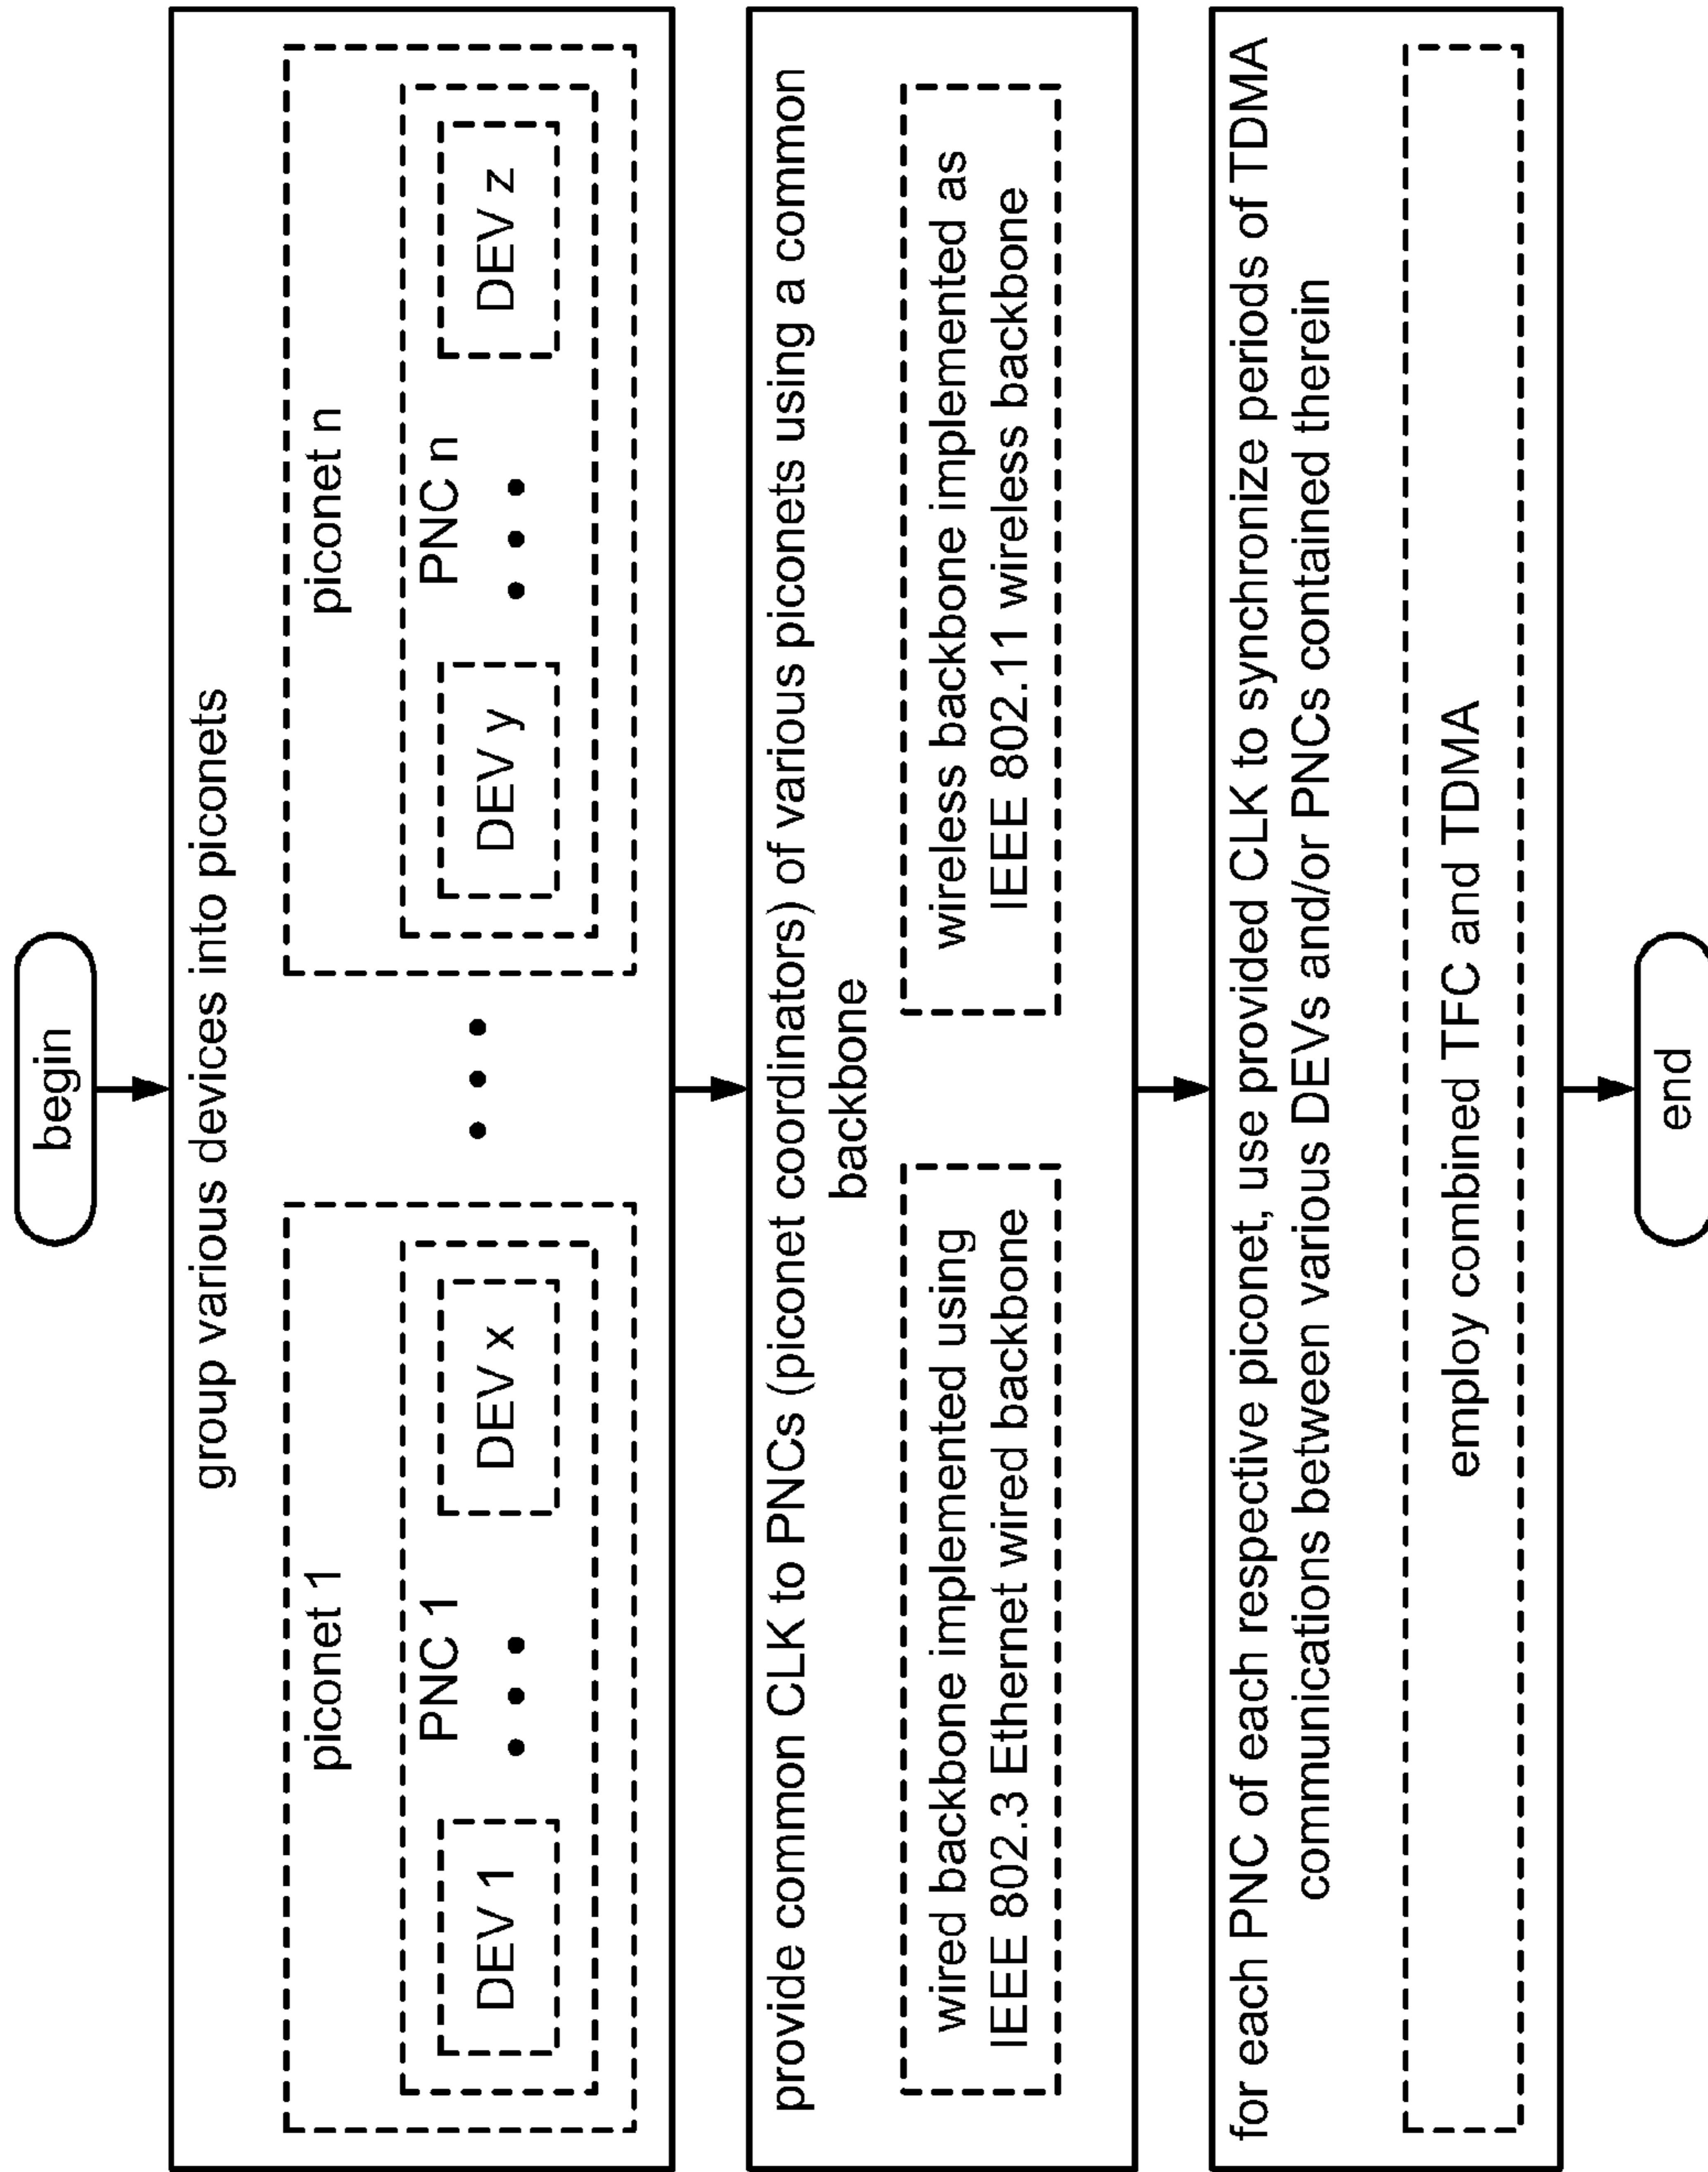 begin
group various devices into piconets
piconet 1
PNC 1
DEV 1
• • •
DEV x
• • •
piconet n
PNC n
DEV y
• • •
DEV z
provide common CLK to PNCs (piconet coordinators) of various piconets using a common
backbone
wired backbone implemented using
IEEE 802.3 Ethernet wired backbone
wireless backbone implemented as
IEEE 802.11 wireless backbone
for each PNC of each respective piconet, use provided CLK to synchronize periods of TDMA
communications between various DEVs and/or PNCs contained therein
employ combined TFC and TDMA
end